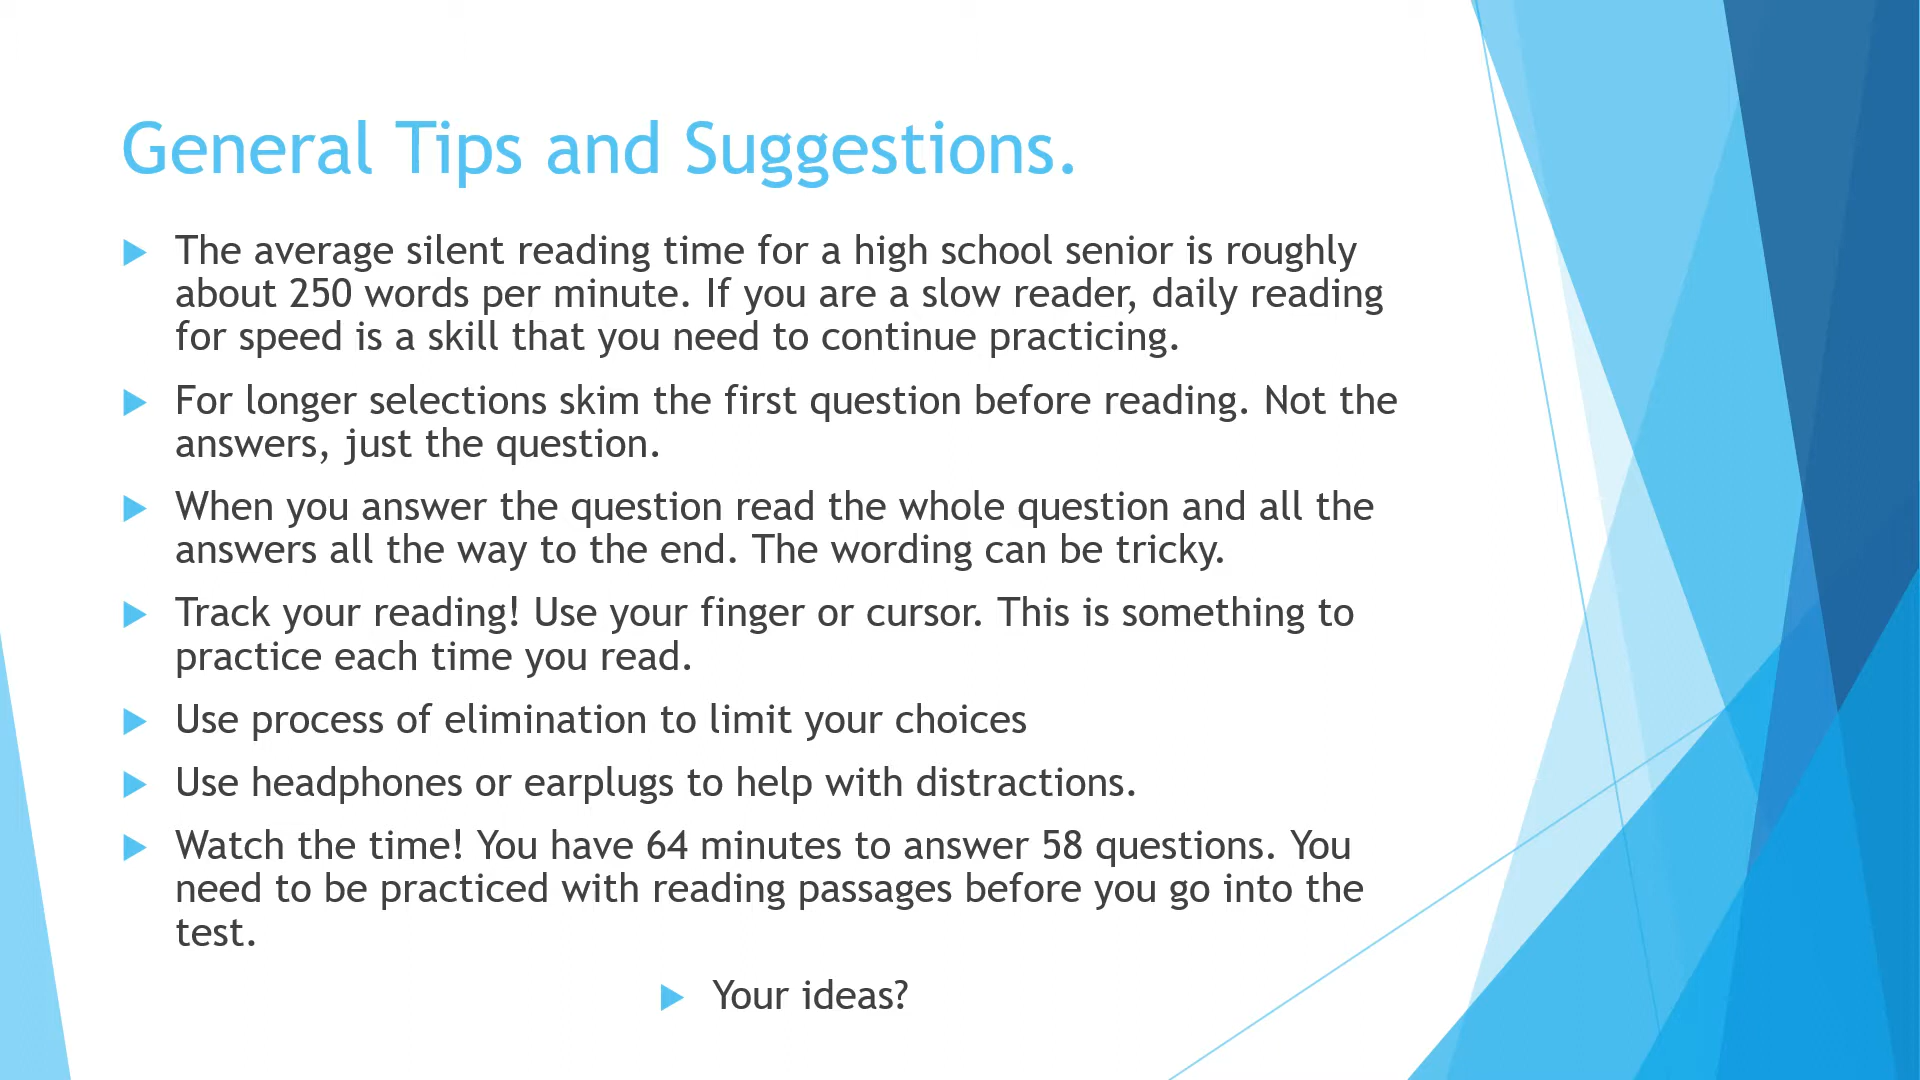 General Tips and Suggestions.
The average silent reading time for a high school senior is roughly
about 250 words per minute. If you are a slow reader, daily reading
for speed is a skill that you need to continue practicing.
For longer selections skim the first question before reading. Not the
answers, just the question.
When you answer the question read the whole question and all the
answers all the way to the end. The wording can be tricky.
Track your reading! Use your finger or cursor. This is something to
practice each time you read.
Use process of elimination to limit your choices
Use headphones or earplugs to help with distractions.
Watch the time! You have 64 minutes to answer 58 questions. You
need to be practiced with reading passages before you go into the
test.
Your ideas?